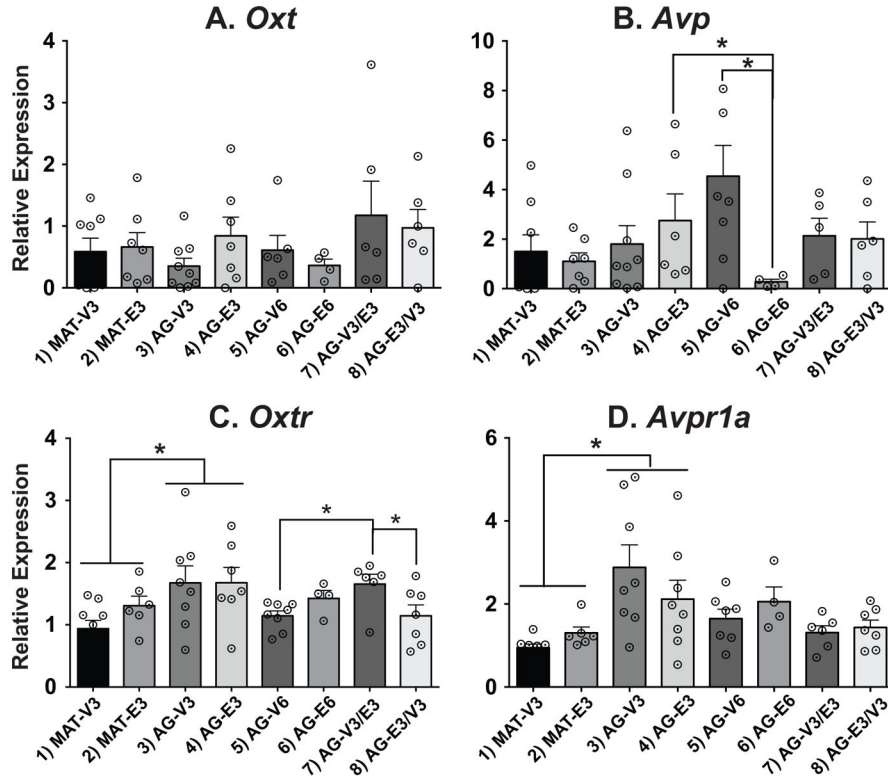 A. Oxt
Relative Expression
4
3
2
1
0
1) MAT-V3
2) MAT-E3
3) AG-V3
4) AG-E3
5) AG-V6
6) AG-E6
7) AG-V3/E3
8) AG-E3/V3
B. Avp
10
8
6
4
2
0
*
*
1) MAT-V3
2) MAT-E3
3) AG-V3
4) AG-E3
5) AG-V6
6) AG-E6
7) AG-V3/E3
8) AG-E3/V3
C. Oxtr
Relative Expression
4
3
2
1
0
*
*
*
1) MAT-V3
2) MAT-E3
3) AG-V3
4) AG-E3
5) AG-V6
6) AG-E6
7) AG-V3/E3
8) AG-E3/V3
D. Avpr1a
6
4
2
0
*
1) MAT-V3
2) MAT-E3
3) AG-V3
4) AG-E3
5) AG-V6
6) AG-E6
7) AG-V3/E3
8) AG-E3/V3